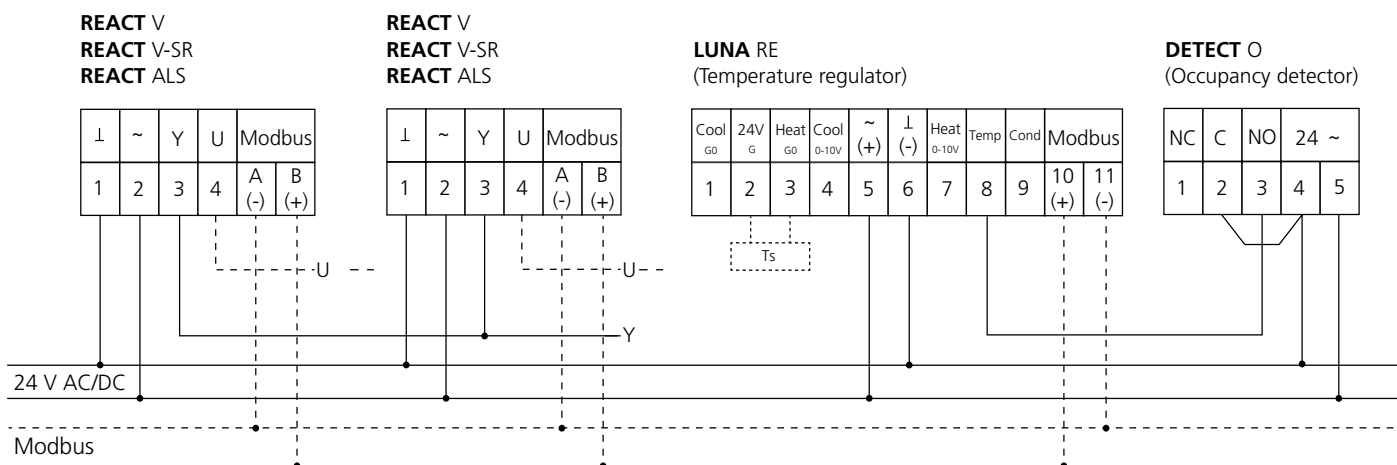 REACT V
REACT V-SR
REACT ALS
REACT V
REACT V-SR
REACT ALS
LUNA RE
(Temperature regulator)
DETECT O
(Occupancy detector)
⊥ ~ Y U Modbus
1 2 3 4 A (-) B (+)
⊥ ~ Y U Modbus
1 2 3 4 A (-) B (+)
Cool G0 24V G Heat G0 Cool 0-10V ~ (+) ⊥ (-) Heat 0-10V Temp Cond Modbus
1 2 3 4 5 6 7 8 9 10 (+) 11 (-)
NC C NO 24 ~
1 2 3 4 5
Ts
U
U
Y
24 V AC/DC
Modbus